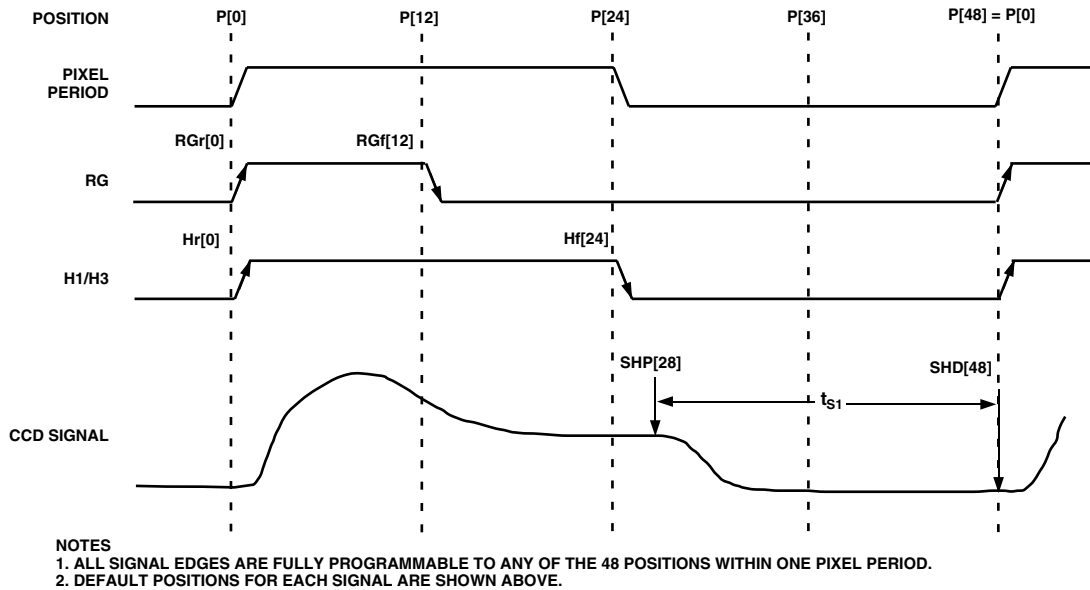 POSITION P[0] P[12] P[24] P[36] P[48] = P[0]
PIXEL
PERIOD
RGr[0] RGf[12]
RG
Hr[0] Hf[24]
H1/H3
SHP[28] SHD[48]
tS1
CCD SIGNAL
NOTES
1. ALL SIGNAL EDGES ARE FULLY PROGRAMMABLE TO ANY OF THE 48 POSITIONS WITHIN ONE PIXEL PERIOD.
2. DEFAULT POSITIONS FOR EACH SIGNAL ARE SHOWN ABOVE.